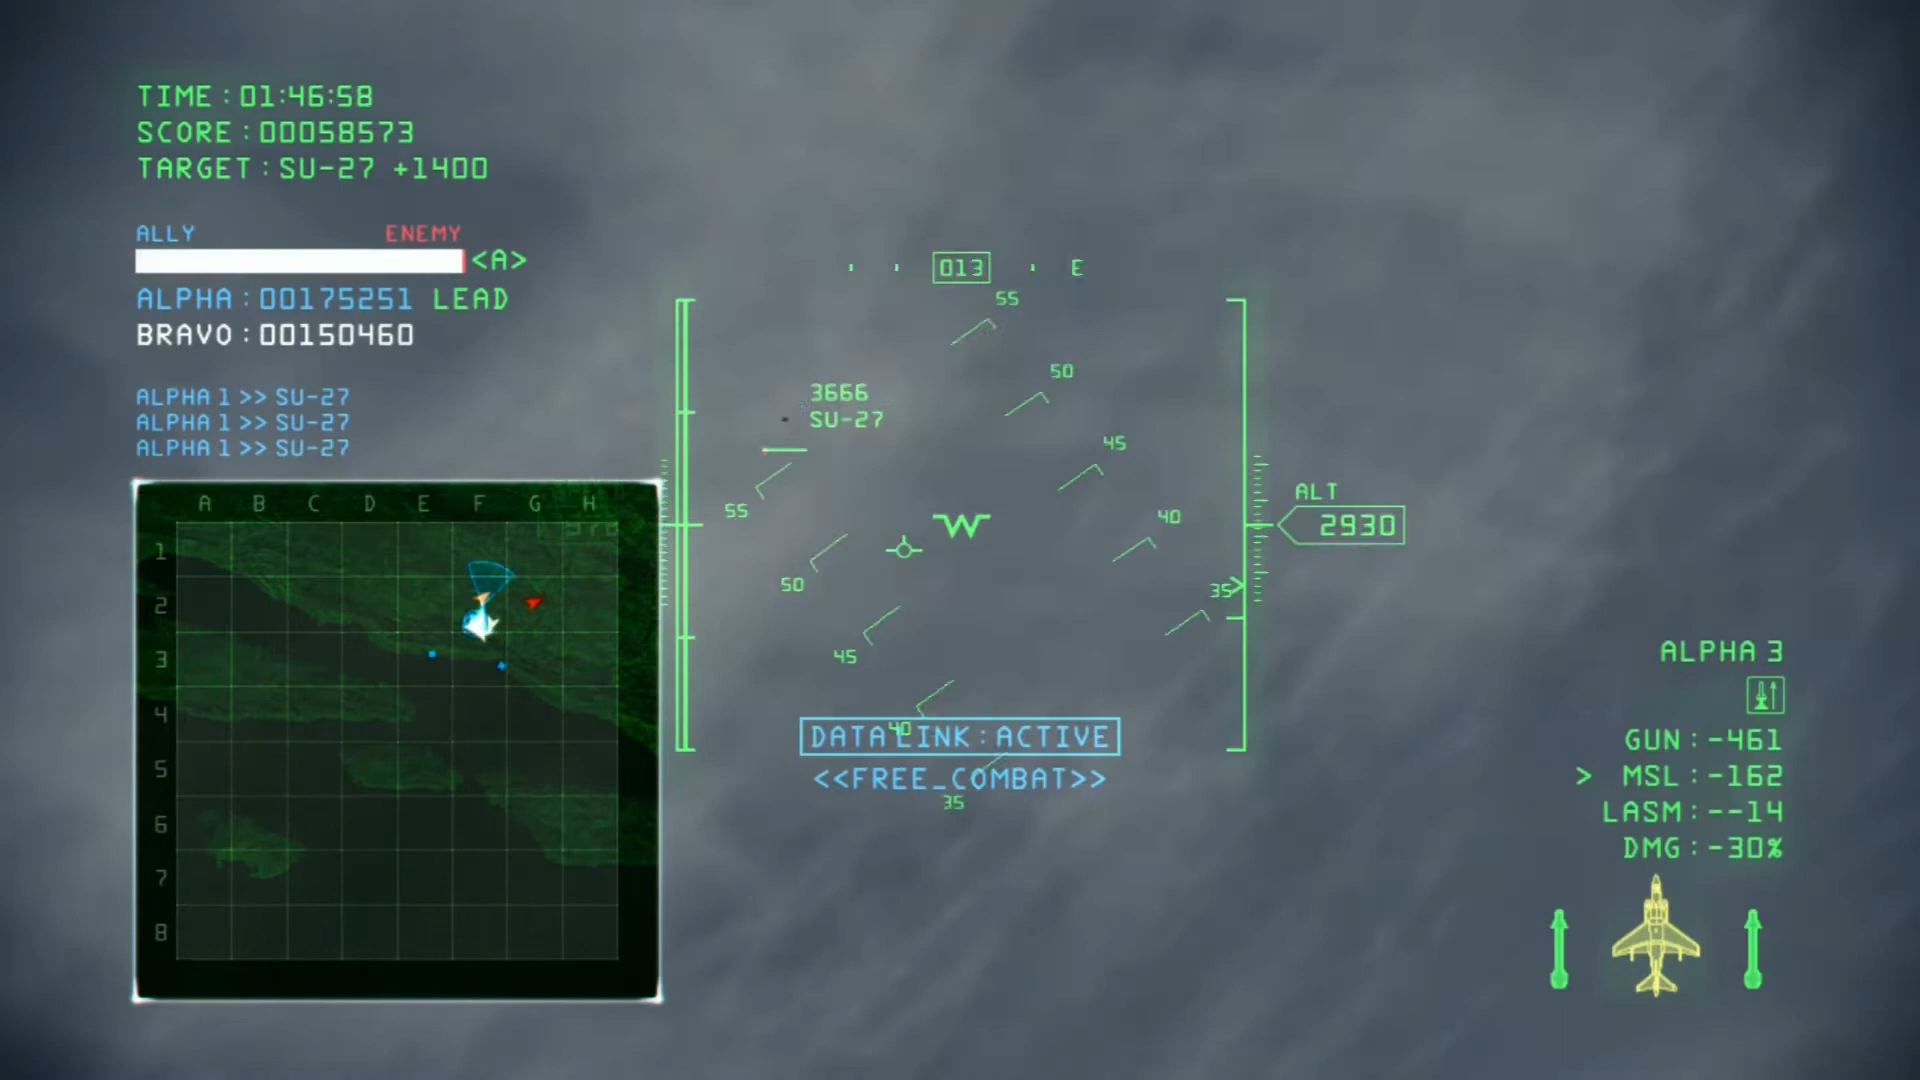 TIME:01:46:58
SCORE:00058573
TARGET:SU-27 +1400
ALLY ENEMY
<A>
ALPHA:00175251 LEAD
BRAVO:00150460
ALPHA 1 >> SU-27
ALPHA 1 >> SU-27
ALPHA 1 >> SU-27
A B C D E F G H
1
2
3
4
5
6
7
8
013 E
55
50
3666
SU-27
45
55
40
50
35
45
40
35
ALT
2930
DATA LINK:ACTIVE
<<FREE_COMBAT>>
ALPHA 3
GUN:-461
> MSL:-162
LASM:--14
DMG:-30%